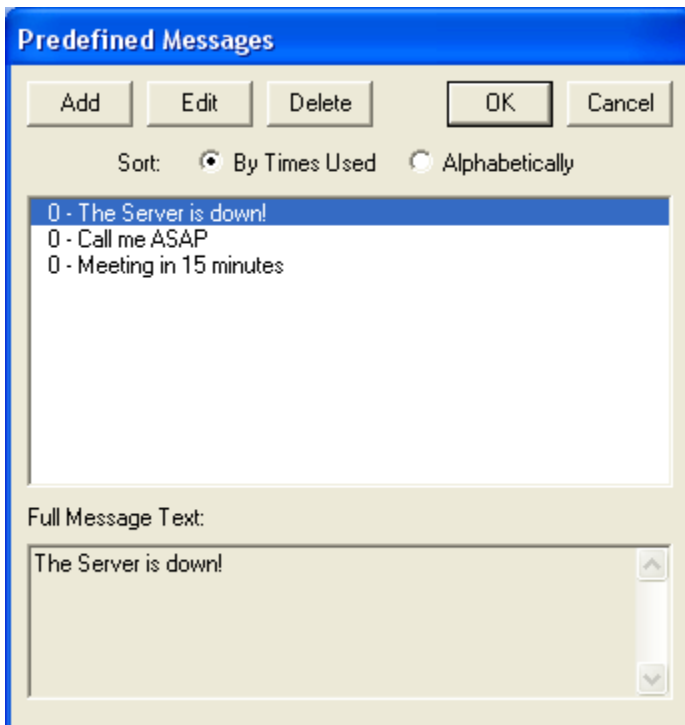 Predefined Messages
Add Edit Delete OK Cancel
Sort: By Times Used Alphabetically
0 - The Server is down!
0 - Call me ASAP
0 - Meeting in 15 minutes
Full Message Text:
The Server is down!